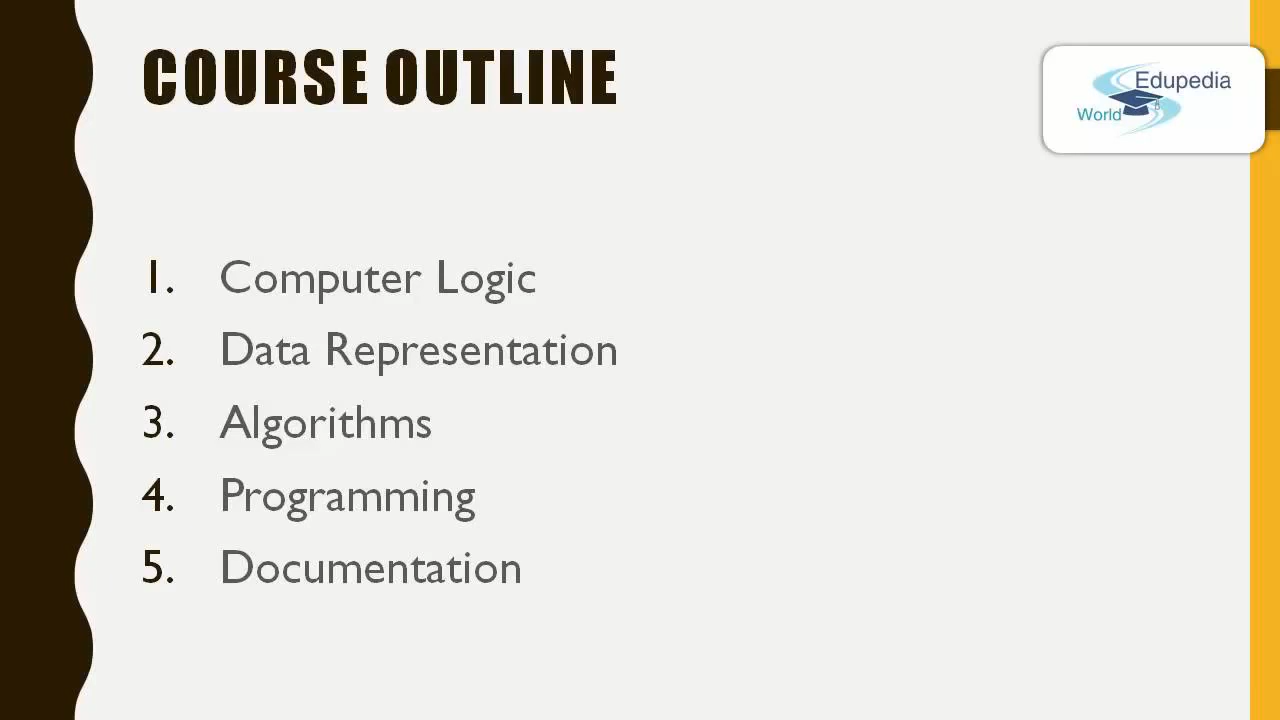 COURSE OUTLINE
Edupedia
World
1. Computer Logic
2. Data Representation
3. Algorithms
4. Programming
5. Documentation